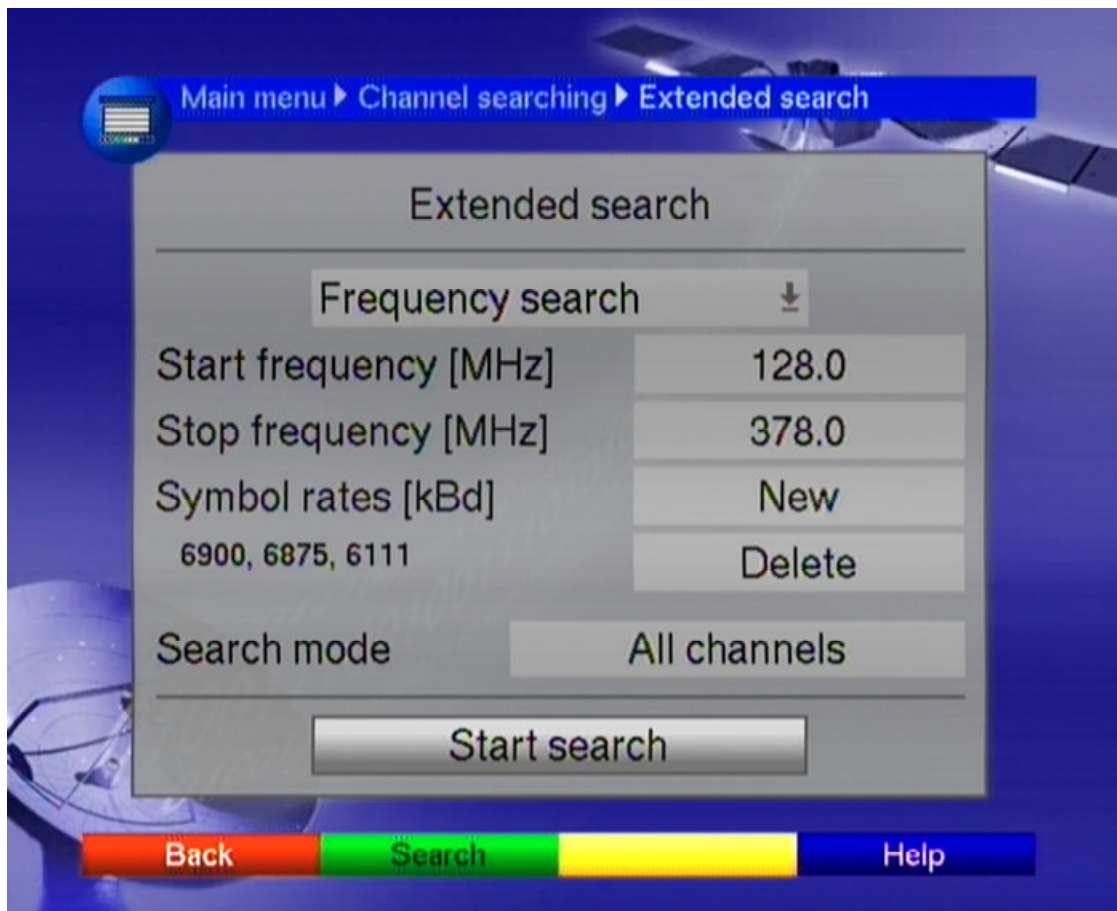 Main menu Channel searching Extended search
Extended search
Frequency search
Start frequency [MHz] 128.0
Stop frequency [MHz] 378.0
Symbol rates [kBd] New
6900, 6875, 6111 Delete
Search mode All channels
Start search
Back Search Help